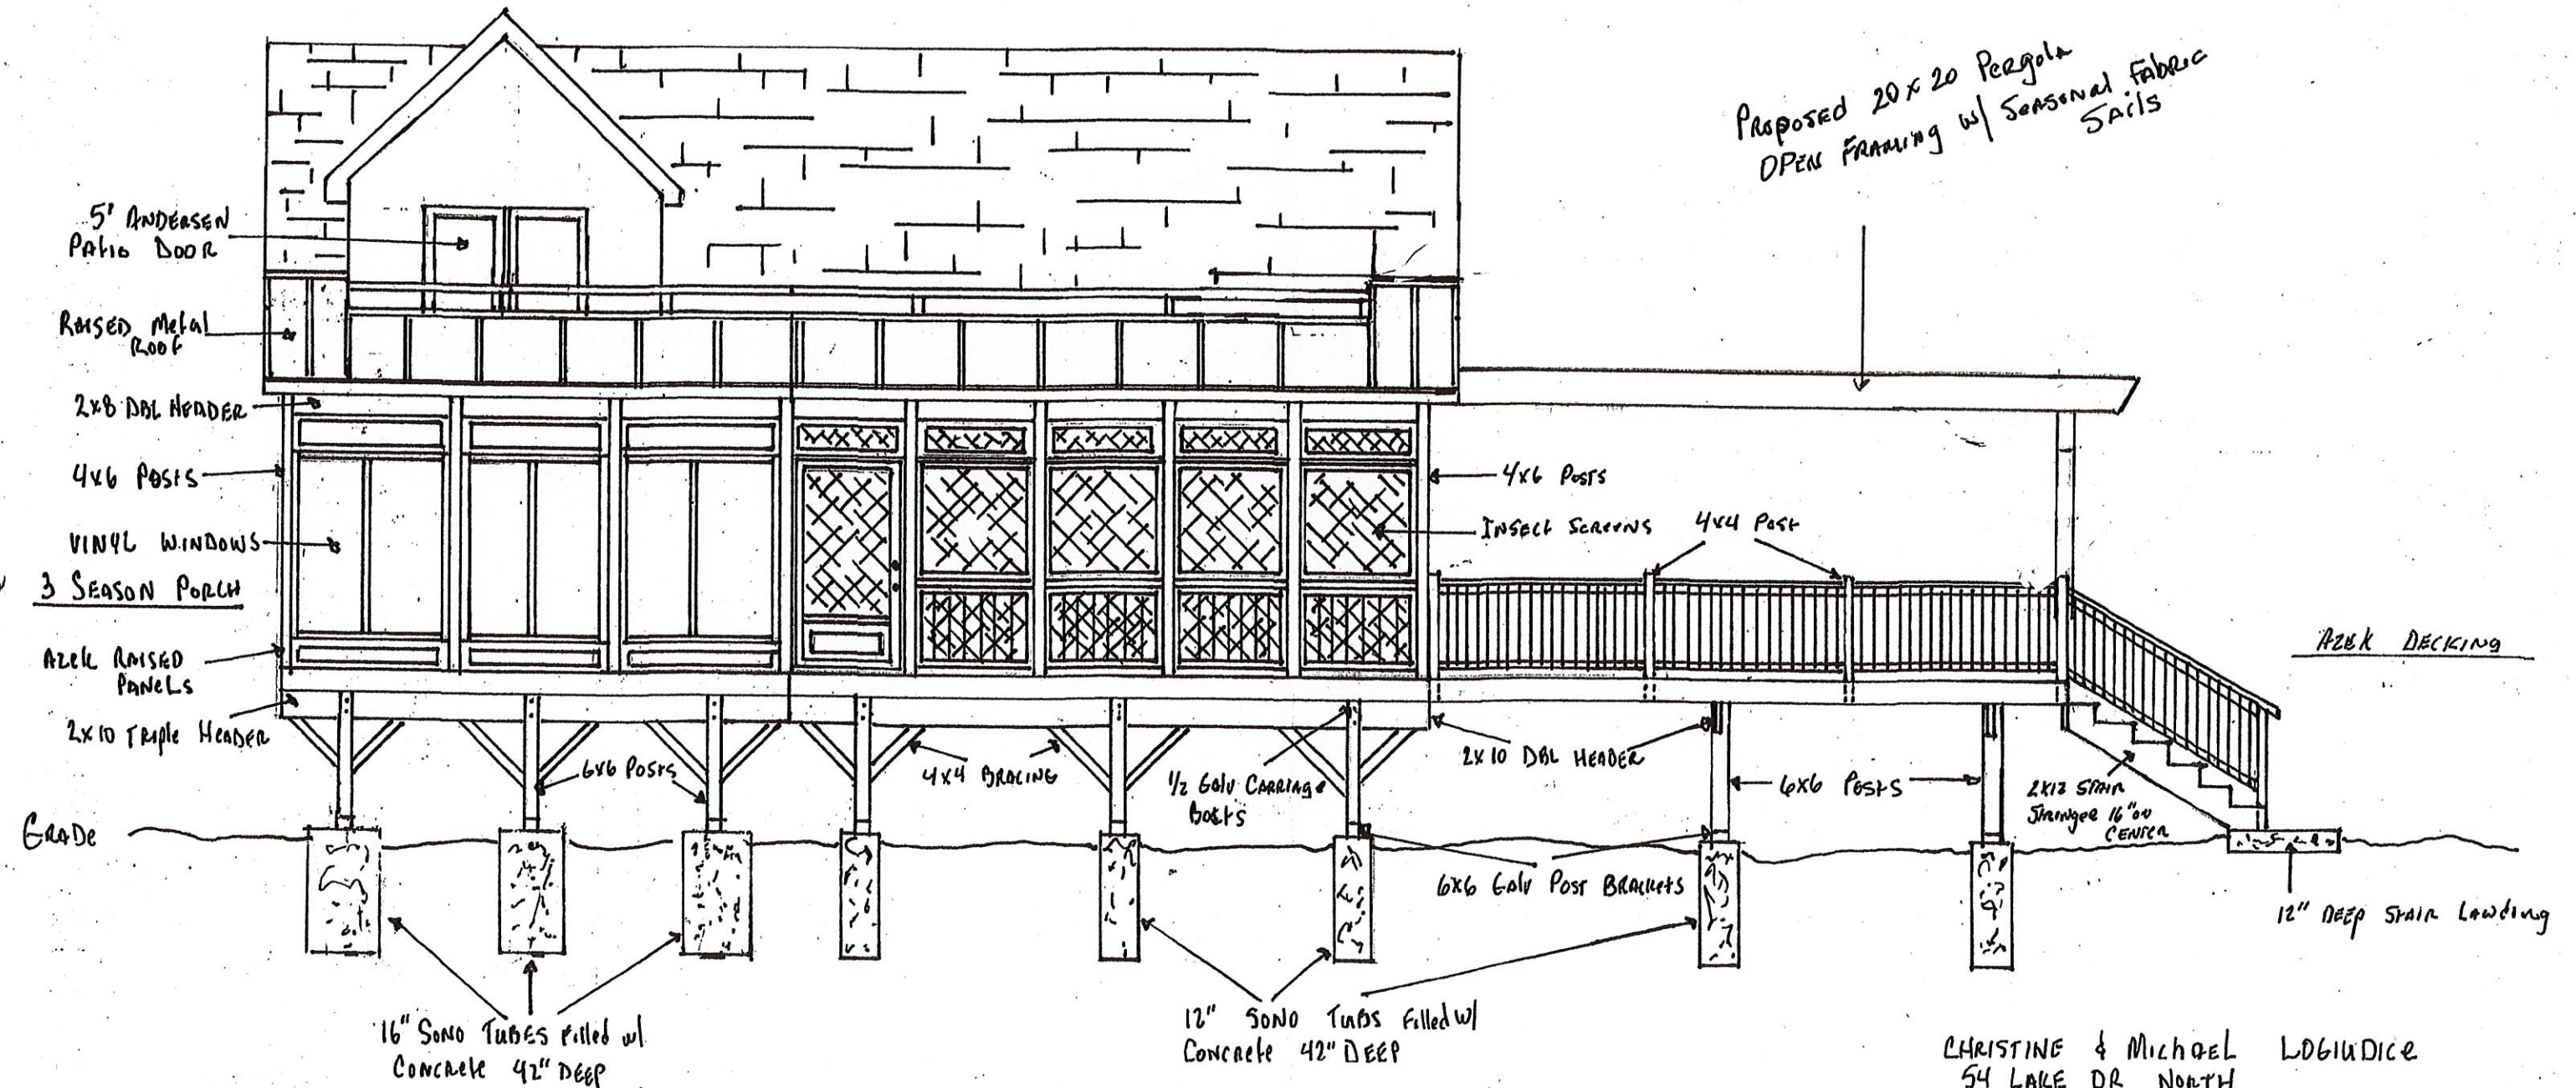 Proposed 20x20 Pergola
OPEN FRAMING w/ SEASONAL FABRIC
SAILS
5' ANDERSEN
PATIO DOOR
RAISED Metal
ROOF
2x8 DBL HEADER
4x6 POSTS
VINYL WINDOWS
3 SEASON PORCH
AZEK RAISED
PANELS
2x10 TRIPLE HEADER
4x6 POSTS
INSECT SCREENS
4x4 POST
AZEK DECKING
6x6 POSTS
4x4 BRACING
1/2 GALV CARRIAGE
BOLTS
2x10 DBL HEADER
6x6 POSTS
2x12 STAIR
STRINGER 16" ON
CENTER
GRADE
6x6 GALV POST BRACKETS
12" DEEP STAIR LANDING
16" SONO TUBES Filled w/
CONCRETE 42" DEEP
12" SONO TUBS Filled w/
CONCRETE 42" DEEP
CHRISTINE & MICHAEL LOGIUDICE
54 LAKE DR NORTH